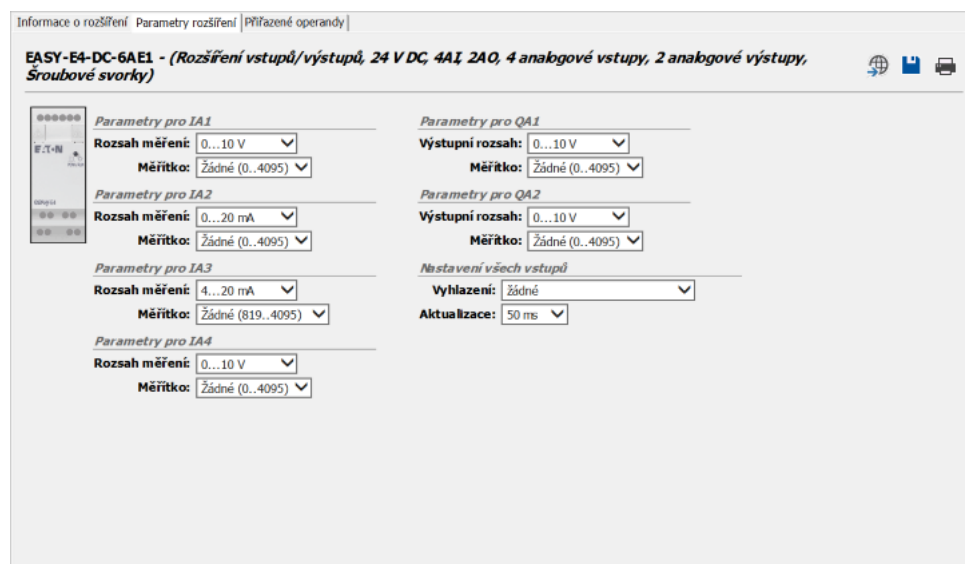 Informace o rozšíření Parametry rozšíření Přiřazené operandy
EASY-E4-DC-6AE1 - (Rozšíření vstupů/výstupů, 24 V DC, 4AI, 2AO, 4 analogové vstupy, 2 analogové výstupy,
Šroubové svorky)
E·T·N
Parametry pro IA1
Rozsah měření: 0...10 V
Měřítko: Žádné (0..4095)
Parametry pro IA2
Rozsah měření: 0...20 mA
Měřítko: Žádné (0..4095)
Parametry pro IA3
Rozsah měření: 4...20 mA
Měřítko: Žádné (819..4095)
Parametry pro IA4
Rozsah měření: 0...10 V
Měřítko: Žádné (0..4095)
Parametry pro QA1
Výstupní rozsah: 0...10 V
Měřítko: Žádné (0..4095)
Parametry pro QA2
Výstupní rozsah: 0...10 V
Měřítko: Žádné (0..4095)
Nastavení všech vstupů
Vyhlazení: žádné
Aktualizace: 50 ms